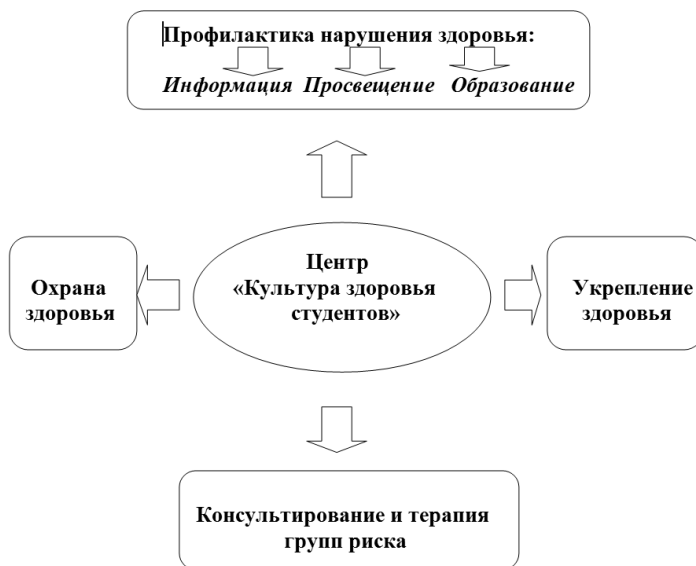 Профилактика нарушения здоровья:
Информация Просвещение Образование
Центр
«Культура здоровья
студентов»
Охрана
здоровья
Укрепление
здоровья
Консультирование и терапия
групп риска